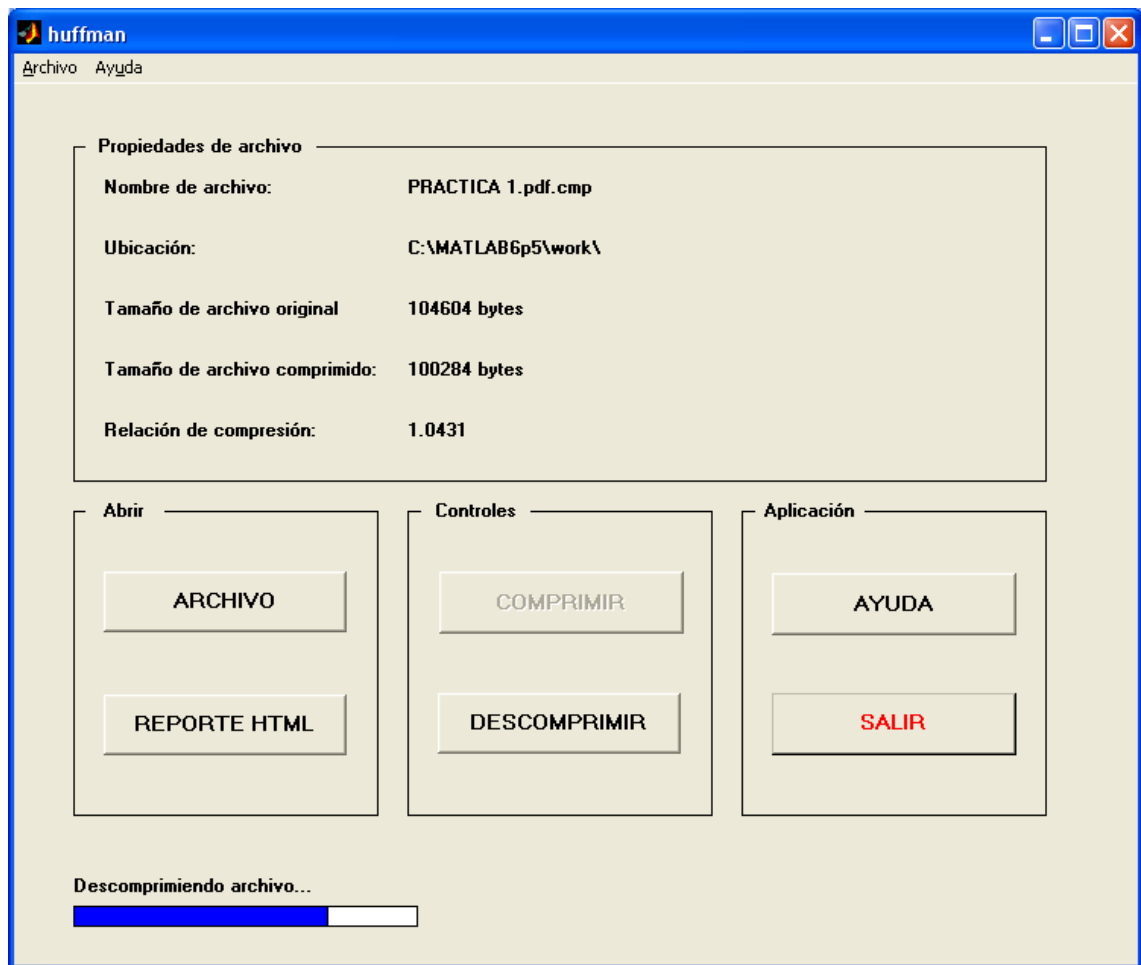 huffman
Archivo Ayuda
Propiedades de archivo
Nombre de archivo: PRACTICA 1.pdf.cmp
Ubicación: C:\MATLAB6p5\work\
Tamaño de archivo original 104604 bytes
Tamaño de archivo comprimido: 100284 bytes
Relación de compresión: 1.0431
Abrir Controles Aplicación
ARCHIVO COMPRIMIR AYUDA
REPORTE HTML DESCOMPRIMIR SALIR
Descomprimiendo archivo...